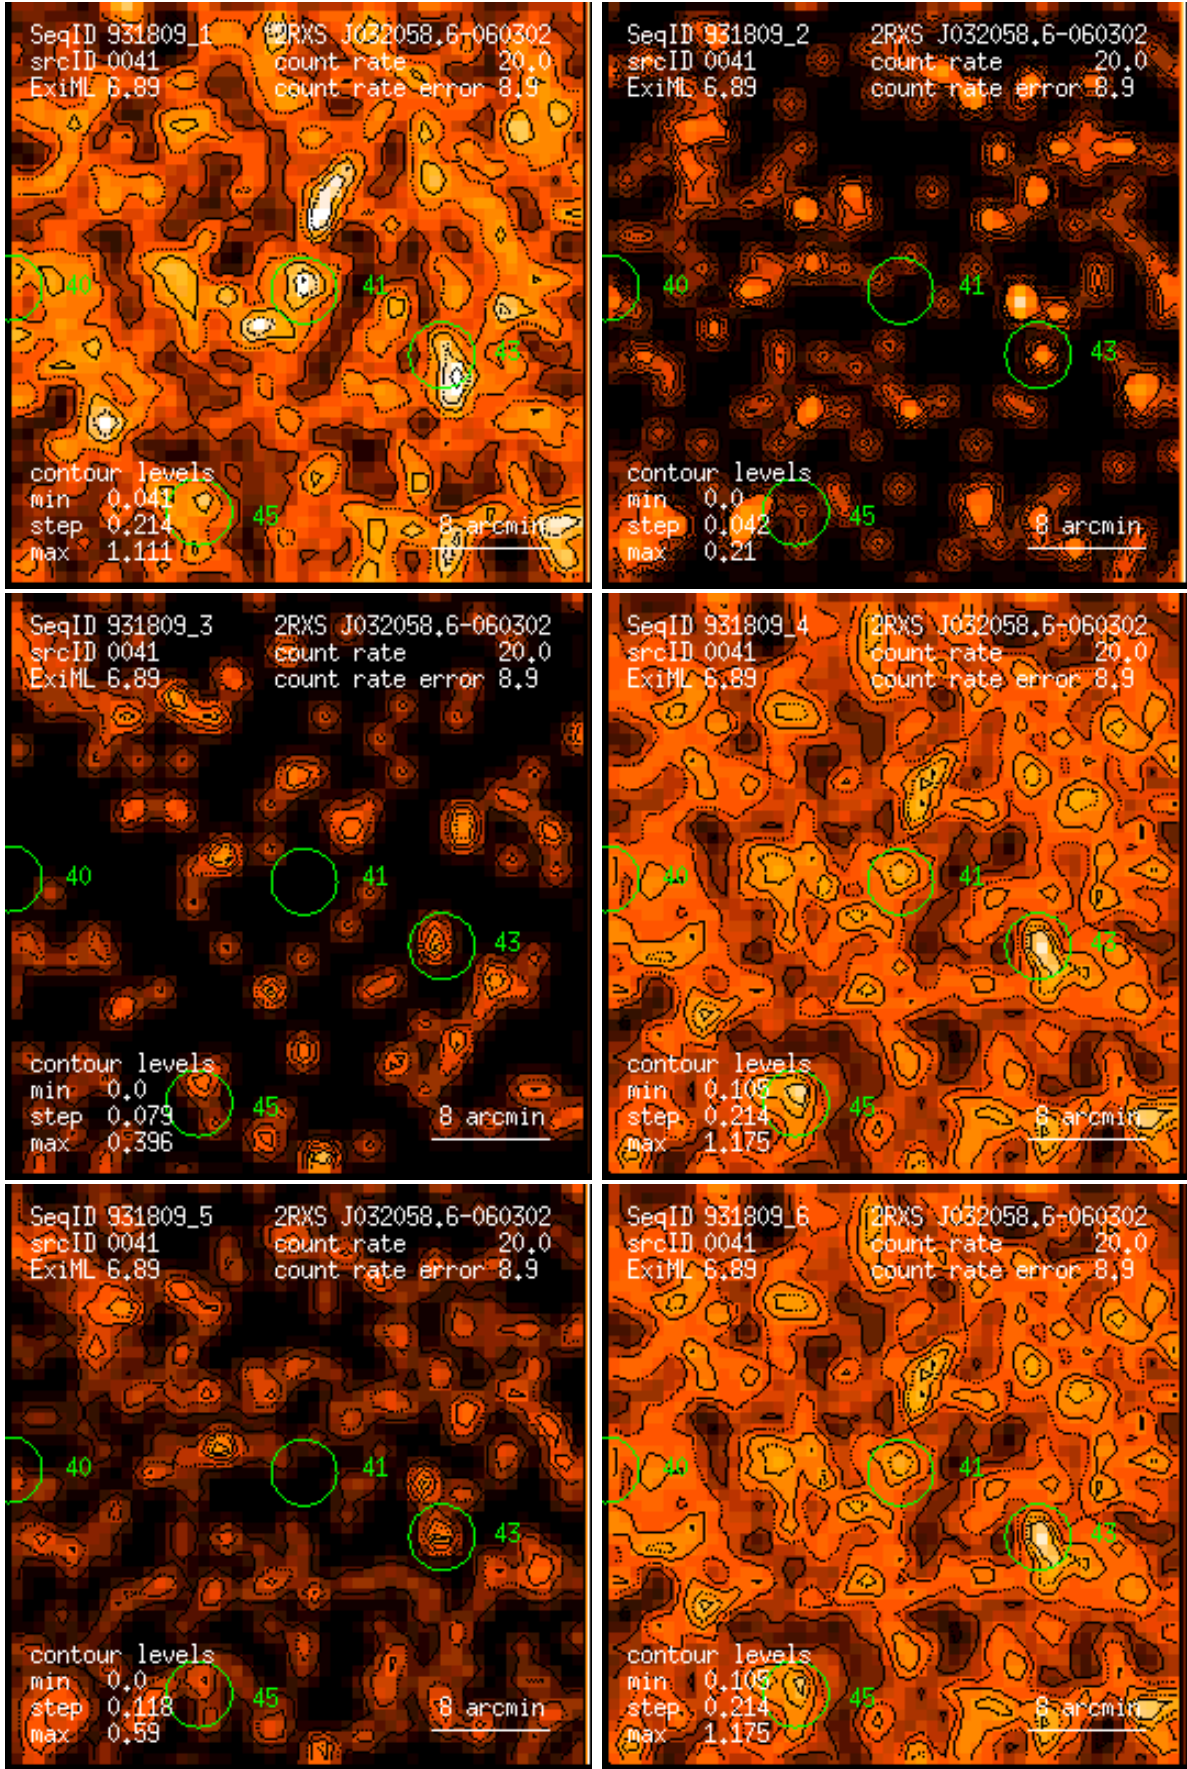 SeqID 931809_1 2RXS J032058.6-060302
srcID 0041 count rate 20.0
ExiML 6.89 count rate error 8.9
40
41
43
contour levels
min 0.041
step 0.214
max 1.111
45
8 arcmin
SeqID 931809_2 2RXS J032058.6-060302
srcID 0041 count rate 20.0
ExiML 6.89 count rate error 8.9
40
41
43
contour levels
min 0.0
step 0.042
max 0.21
45
8 arcmin
SeqID 931809_3 2RXS J032058.6-060302
srcID 0041 count rate 20.0
ExiML 6.89 count rate error 8.9
40
41
43
contour levels
min 0.0
step 0.079
max 0.396
45
8 arcmin
SeqID 931809_4 2RXS J032058.6-060302
srcID 0041 count rate 20.0
ExiML 6.89 count rate error 8.9
40
41
43
contour levels
min 0.105
step 0.214
max 1.175
45
8 arcmin
SeqID 931809_5 2RXS J032058.6-060302
srcID 0041 count rate 20.0
ExiML 6.89 count rate error 8.9
40
41
43
contour levels
min 0.0
step 0.118
max 0.59
45
8 arcmin
SeqID 931809_6 2RXS J032058.6-060302
srcID 0041 count rate 20.0
ExiML 6.89 count rate error 8.9
40
41
43
contour levels
min 0.105
step 0.214
max 1.175
45
8 arcmin